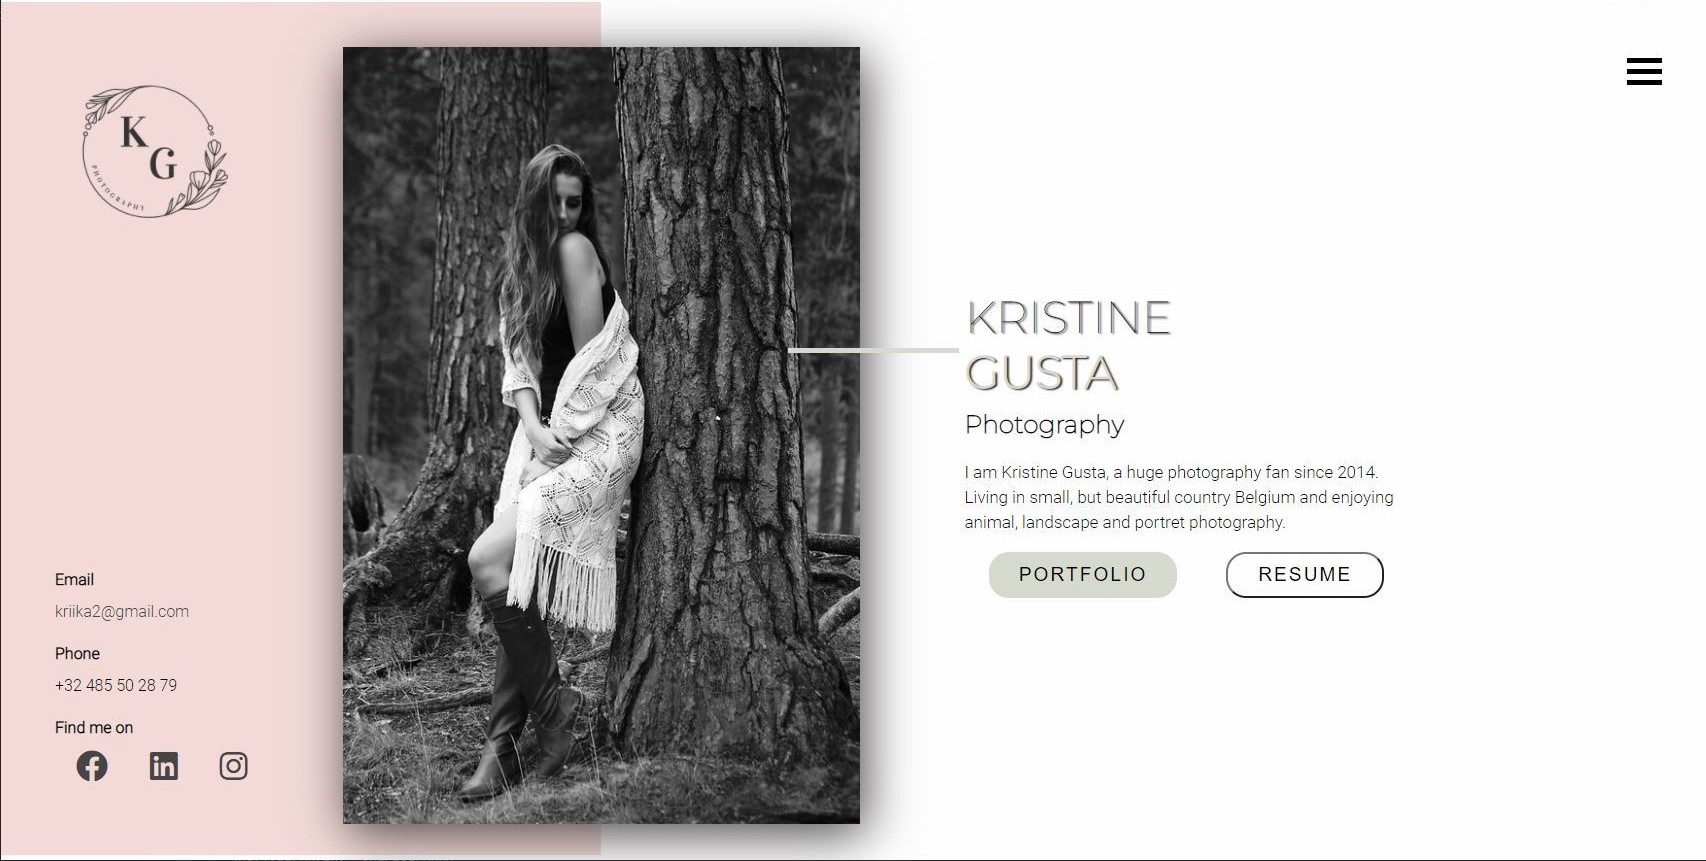 K
G
PHOTOGRAPHY
KRISTINE
GUSTA
Photography
I am Kristine Gusta, a huge photography fan since 2014.
Living in small, but beautiful country Belgium and enjoying
animal, landscape and portret photography.
PORTFOLIO RESUME
Email
kriika2@gmail.com
Phone
+32 485 50 28 79
Find me on